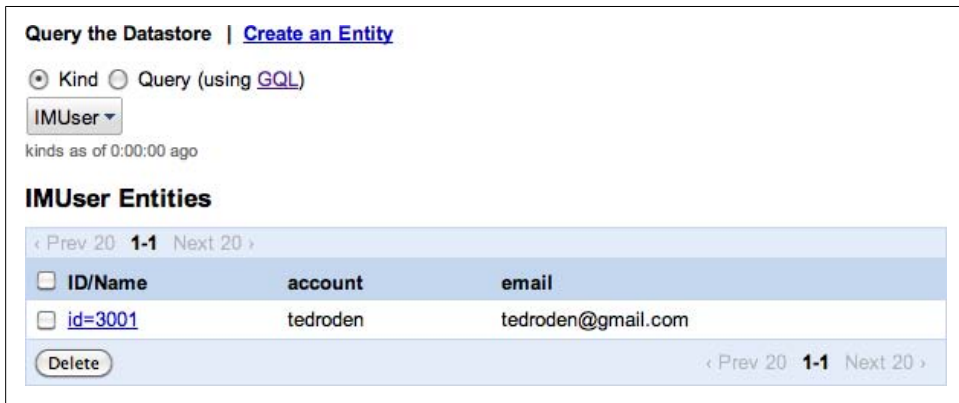 Query the Datastore | Create an Entity
Kind Query (using GQL)
IMUser
kinds as of 0:00:00 ago
IMUser Entities
‹ Prev 20 1-1 Next 20 ›
ID/Name account email
id=3001 tedroden tedroden@gmail.com
Delete ‹ Prev 20 1-1 Next 20 ›